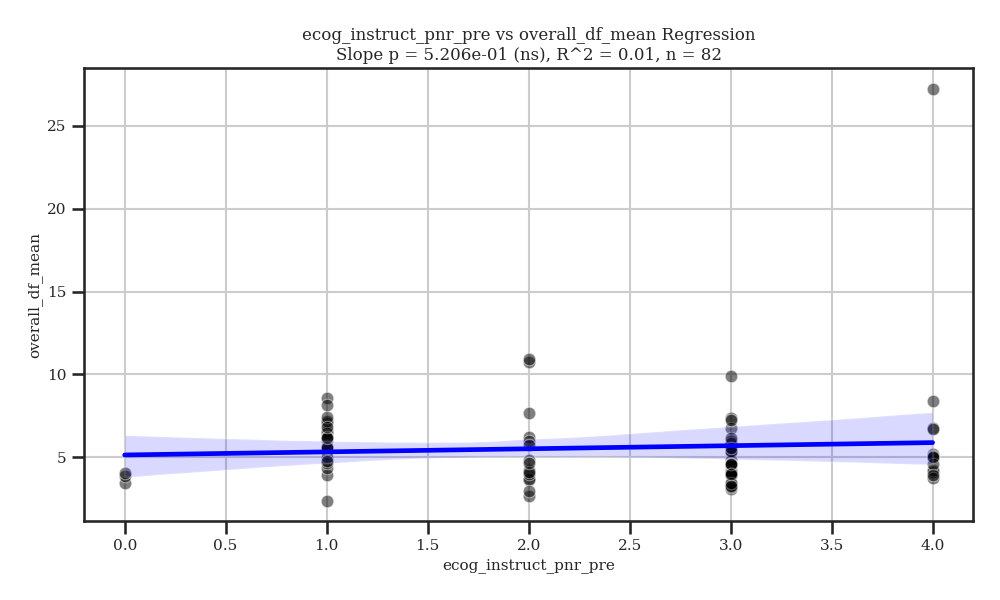 ecog_instruct_pnr_pre vs overall_df_mean Regression
Slope p = 5.206e-01 (ns), R^2 = 0.01, n = 82
overall_df_mean
25
20
15
10
5
0.0 0.5 1.0 1.5 2.0 2.5 3.0 3.5 4.0
ecog_instruct_pnr_pre